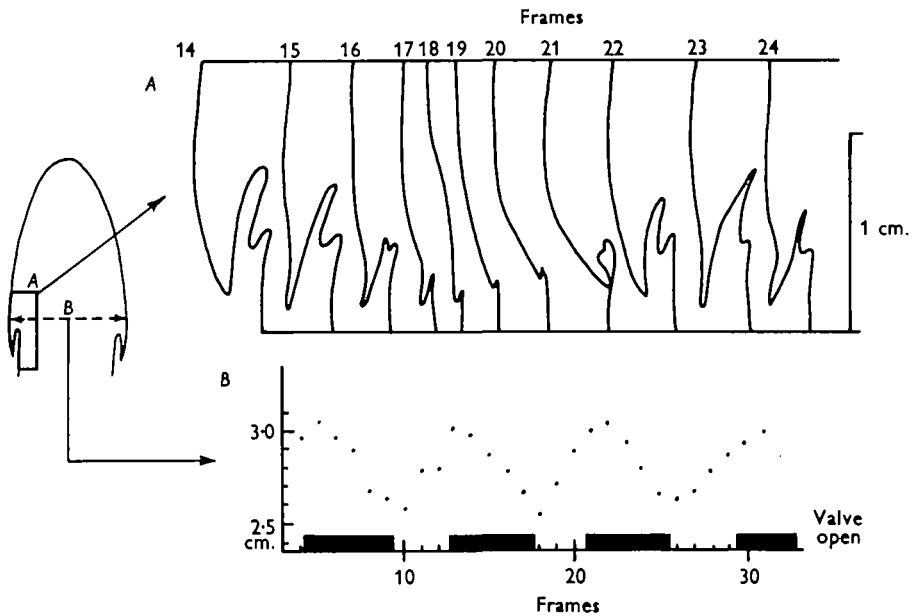 Frames
14 15 16 17 18 19 20 21 22 23 24
A
A
B
1 cm.
B
3·0
2·5
cm.
Valve
open
10 20 30
Frames